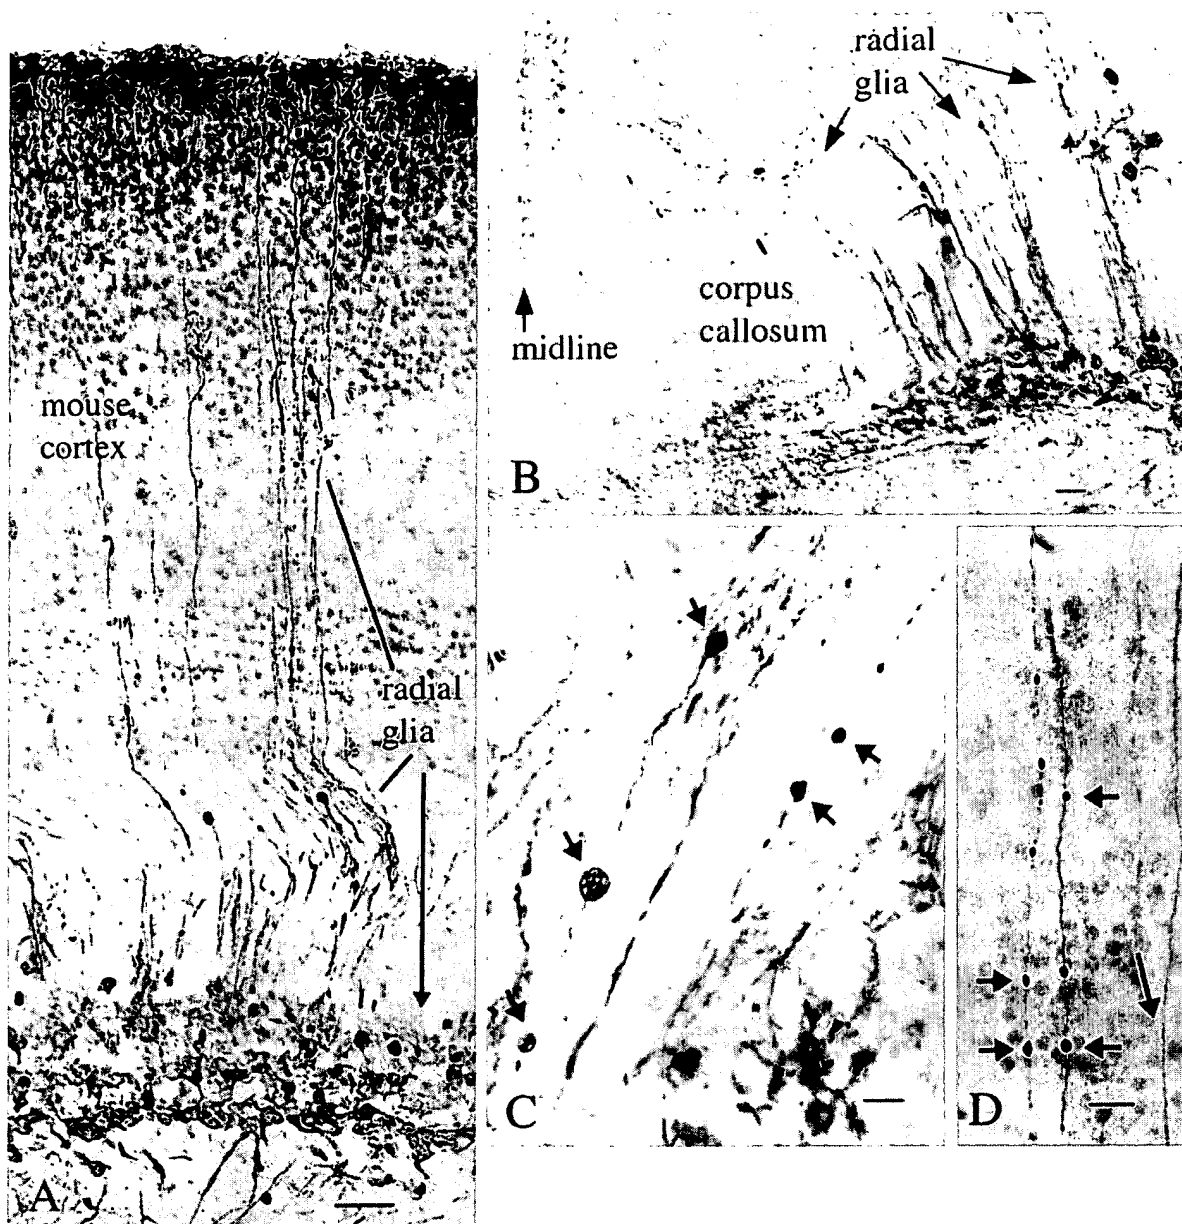 mouse
cortex
radial
glia
A
radial
glia
midline
corpus
callosum
B
C
D